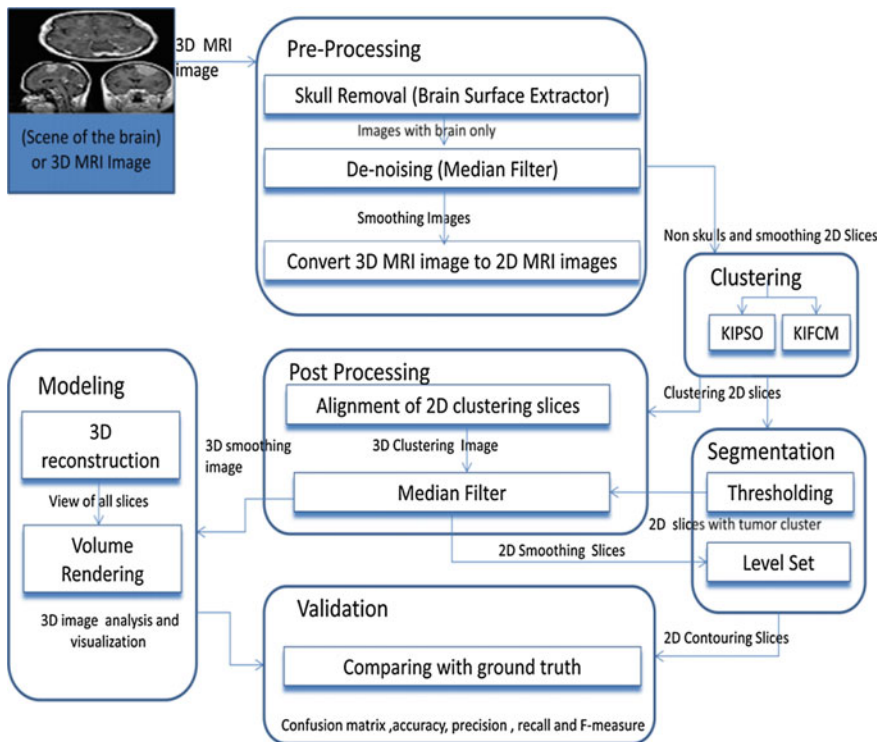 3D MRI
image
(Scene of the brain)
or 3D MRI Image
Pre-Processing
Skull Removal (Brain Surface Extractor)
Images with brain only
De-noising (Median Filter)
Smoothing Images
Convert 3D MRI image to 2D MRI images
Non skulls and smoothing 2D Slices
Clustering
KIPSO
KIFCM
Clustering 2D slices
Segmentation
Thresholding
2D slices with tumor cluster
Level Set
Post Processing
Alignment of 2D clustering slices
3D Clustering Image
Median Filter
2D Smoothing Slices
3D smoothing
image
Modeling
3D
reconstruction
View of all slices
Volume
Rendering
3D image analysis and
visualization
2D Contouring Slices
Validation
Comparing with ground truth
Confusion matrix ,accuracy, precision , recall and F-measure